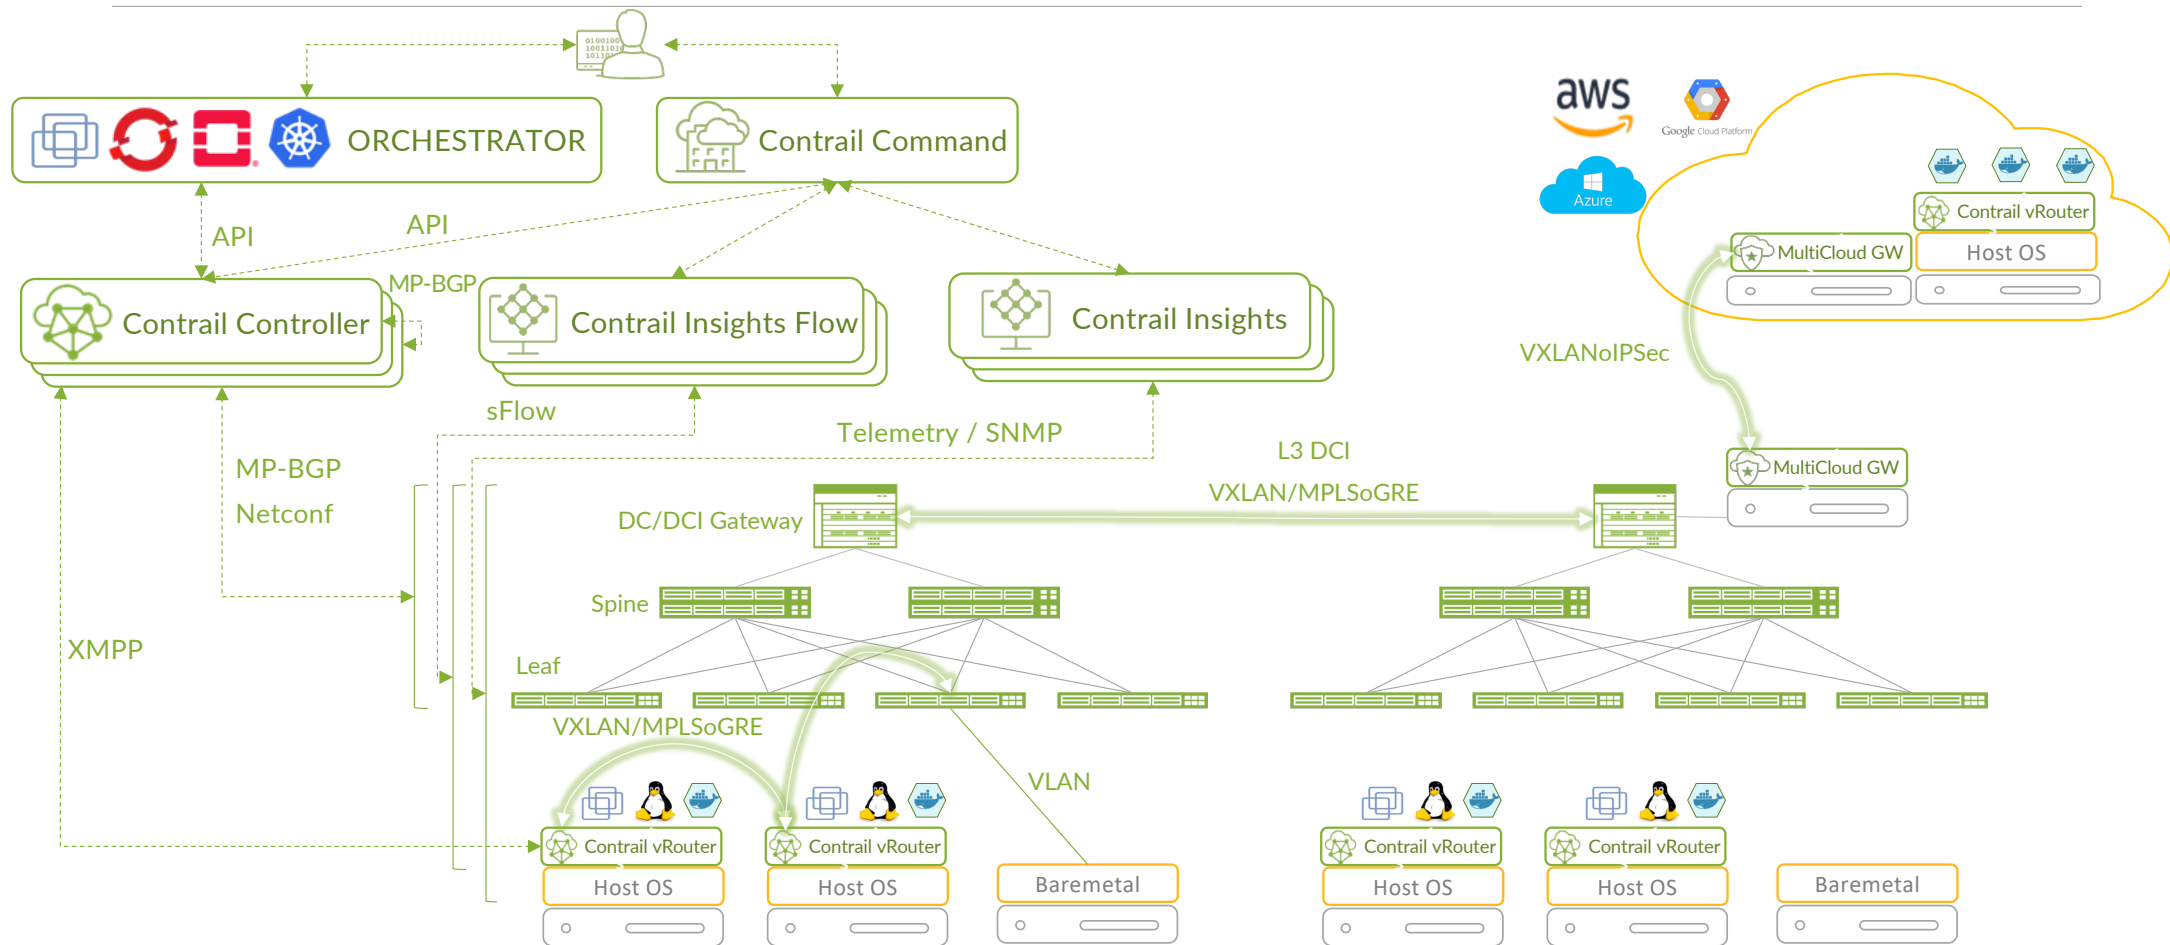 0100100
10011010
10110
aws
Google Cloud Platform
Azure
ORCHESTRATOR
Contrail Command
API
API
MP-BGP
Contrail Controller
Contrail Insights Flow
Contrail Insights
Contrail vRouter
MultiCloud GW
Host OS
VXLANoIPSec
sFlow
Telemetry / SNMP
L3 DCI
MP-BGP
Netconf
VXLAN/MPLSoGRE
MultiCloud GW
DC/DCI Gateway
Spine
XMPP
Leaf
VXLAN/MPLSoGRE
VLAN
Contrail vRouter
Contrail vRouter
Contrail vRouter
Contrail vRouter
Host OS
Host OS
Baremetal
Host OS
Host OS
Baremetal